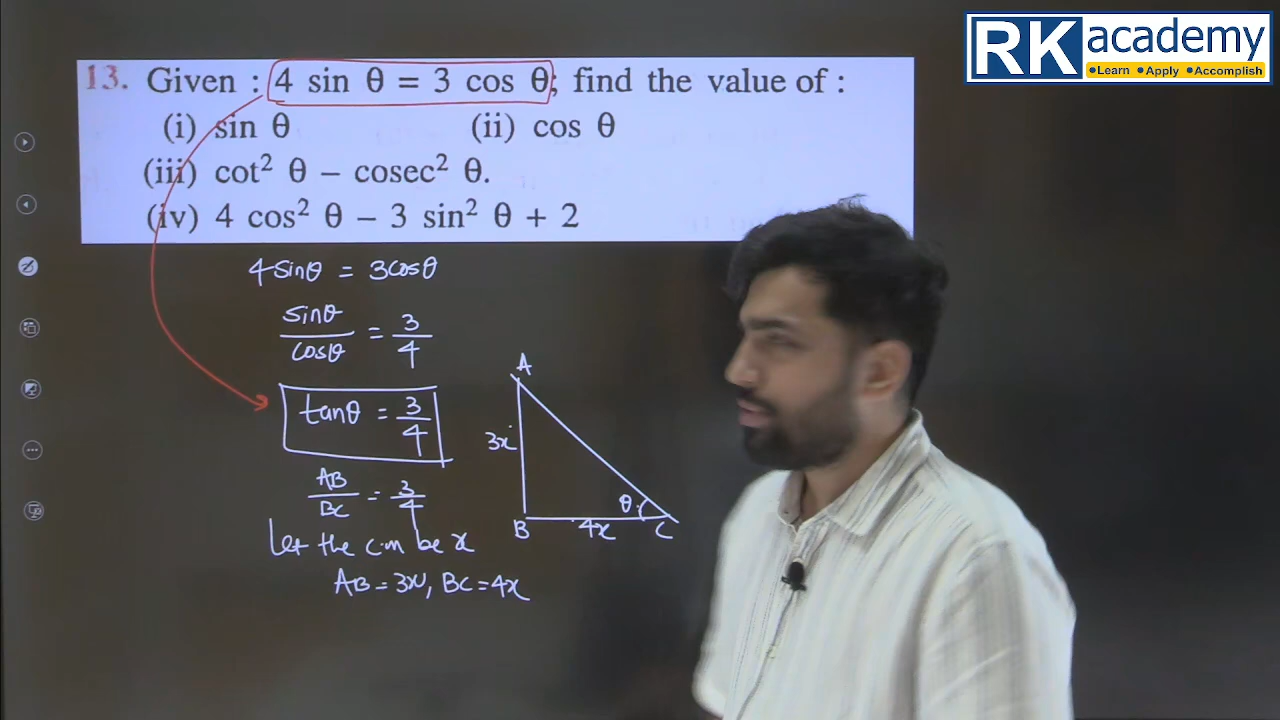 RK academy
•Learn •Apply •Accomplish
13. Given : 4 sin θ = 3 cos θ; find the value of :
(i) sin θ (ii) cos θ
(iii) cot² θ – cosec² θ.
(iv) 4 cos² θ – 3 sin² θ + 2
4sinθ = 3cosθ
sinθ/cosθ = 3/4
tanθ = 3/4
AB/BC = 3/4
Let the c.m be x
AB = 3x, BC = 4x
A
3x
θ
B 4x C